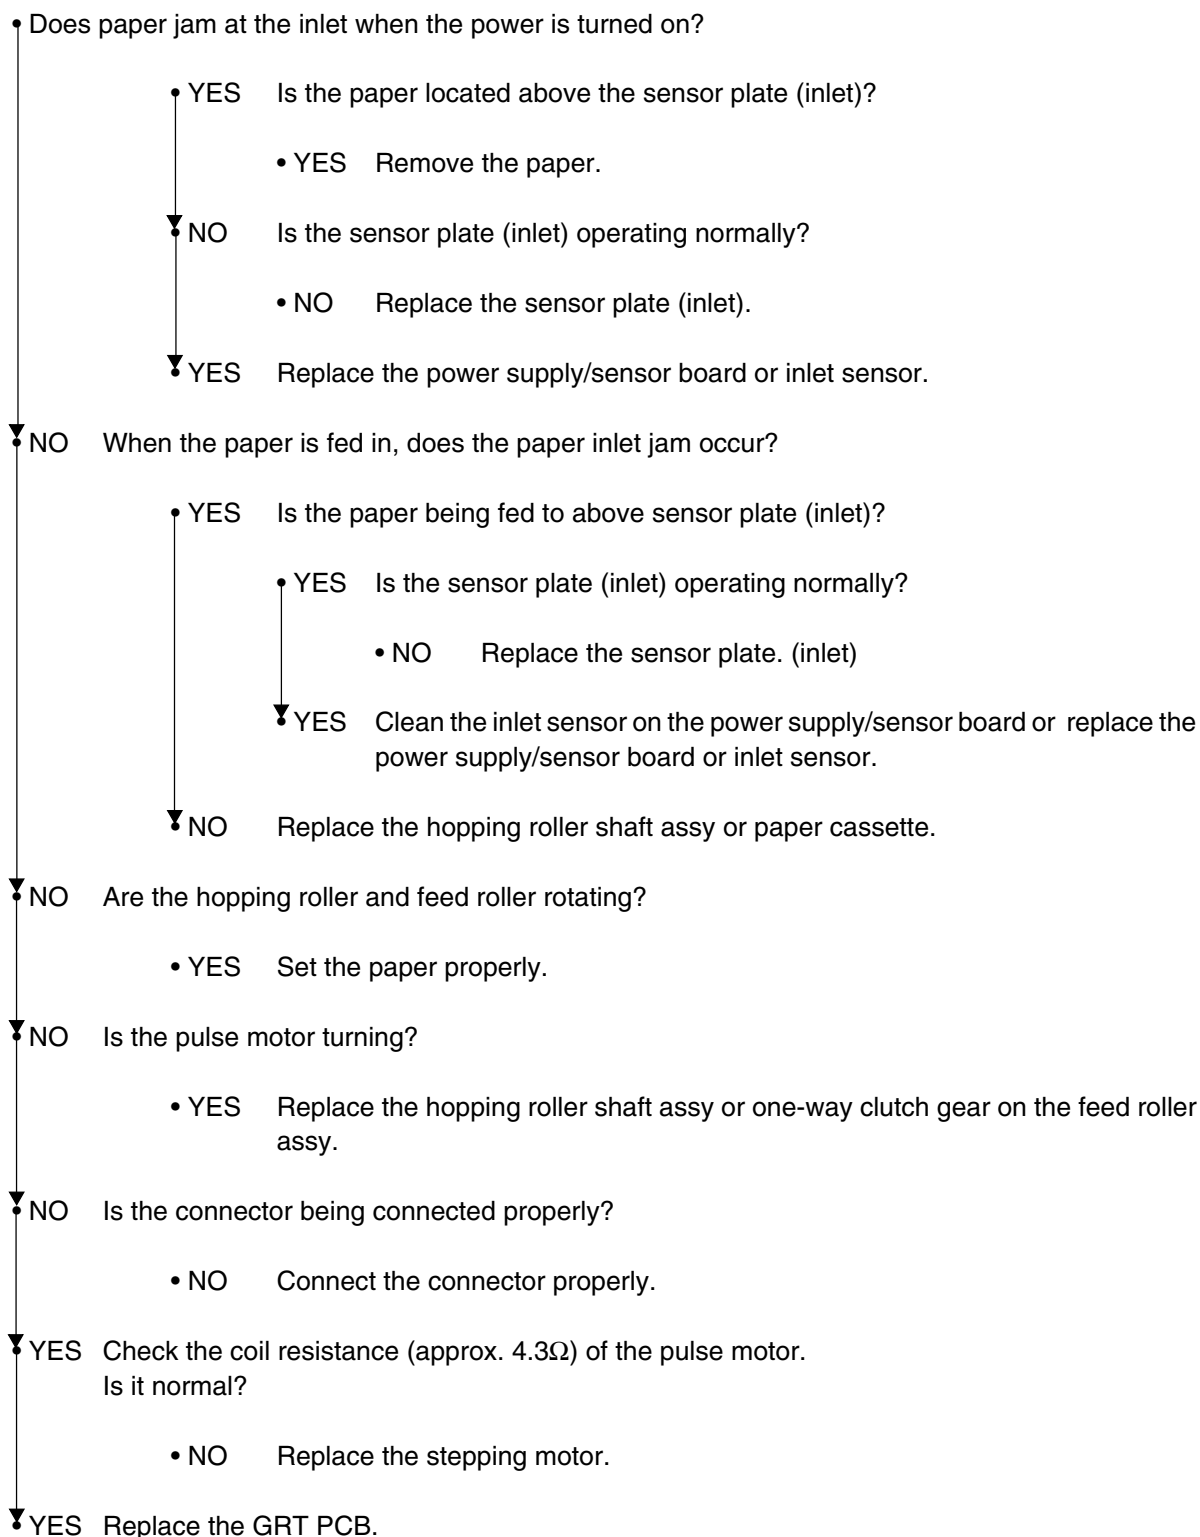 • Does paper jam at the inlet when the power is turned on?
• YES Is the paper located above the sensor plate (inlet)?
• YES Remove the paper.
• NO Is the sensor plate (inlet) operating normally?
• NO Replace the sensor plate (inlet).
• YES Replace the power supply/sensor board or inlet sensor.
• NO When the paper is fed in, does the paper inlet jam occur?
• YES Is the paper being fed to above sensor plate (inlet)?
• YES Is the sensor plate (inlet) operating normally?
• NO Replace the sensor plate. (inlet)
• YES Clean the inlet sensor on the power supply/sensor board or replace the
power supply/sensor board or inlet sensor.
• NO Replace the hopping roller shaft assy or paper cassette.
• NO Are the hopping roller and feed roller rotating?
• YES Set the paper properly.
• NO Is the pulse motor turning?
• YES Replace the hopping roller shaft assy or one-way clutch gear on the feed roller
assy.
• NO Is the connector being connected properly?
• NO Connect the connector properly.
• YES Check the coil resistance (approx. 4.3Ω) of the pulse motor.
Is it normal?
• NO Replace the stepping motor.
• YES Replace the GRT PCB.